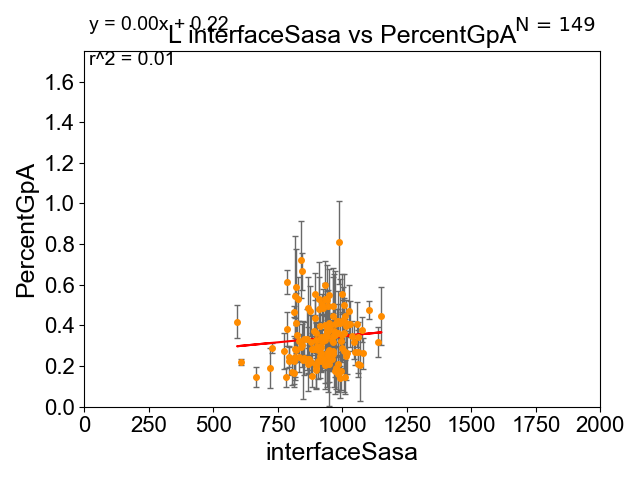 y = 0.00x + 0.22
N = 149
L interfaceSasa vs PercentGpA
r^2 = 0.01
1.6
1.4
1.2
1.0
0.8
0.6
0.4
0.2
0.0
PercentGpA
0 250 500 750 1000 1250 1500 1750 2000
interfaceSasa